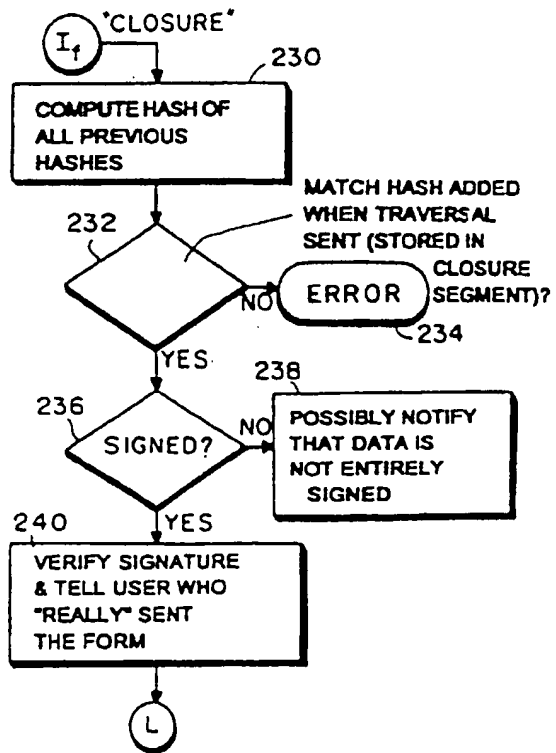 "CLOSURE"
If
230
COMPUTE HASH OF
ALL PREVIOUS
HASHES
MATCH HASH ADDED
WHEN TRAVERSAL
SENT (STORED IN
CLOSURE
SEGMENT)?
232
NO
ERROR
234
YES
236
SIGNED?
NO
238
POSSIBLY NOTIFY
THAT DATA IS
NOT ENTIRELY
SIGNED
YES
240
VERIFY SIGNATURE
& TELL USER WHO
"REALLY" SENT
THE FORM
L